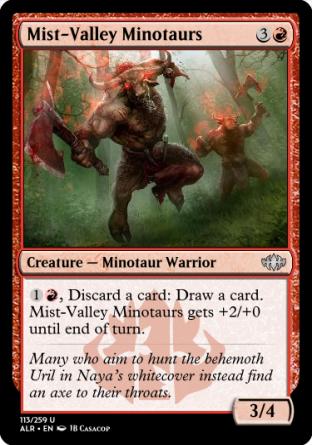 Mist-Valley Minotaurs 3
Creature — Minotaur Warrior
1, Discard a card: Draw a card.
Mist-Valley Minotaurs gets +2/+0
until end of turn.
Many who aim to hunt the behemoth
Uril in Naya's whitecover instead find
an axe to their throats.
113/259 U
ALR • EN 1B Casacop
3/4